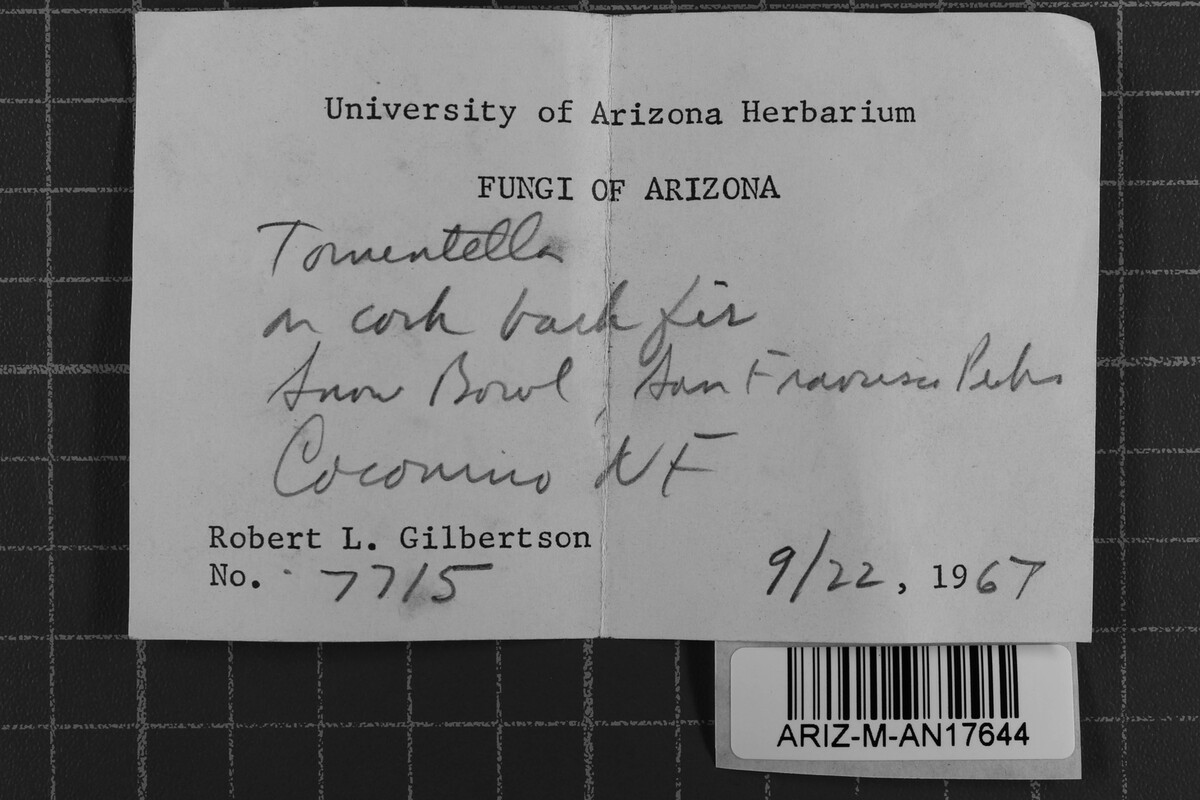 University of Arizona Herbarium
FUNGI OF ARIZONA
Tomentella
on cork bark fir
Snow Bowl, San Francisco Peks
Coconino NF
Robert L. Gilbertson
No. 7715
9/22, 1967
ARIZ-M-AN17644